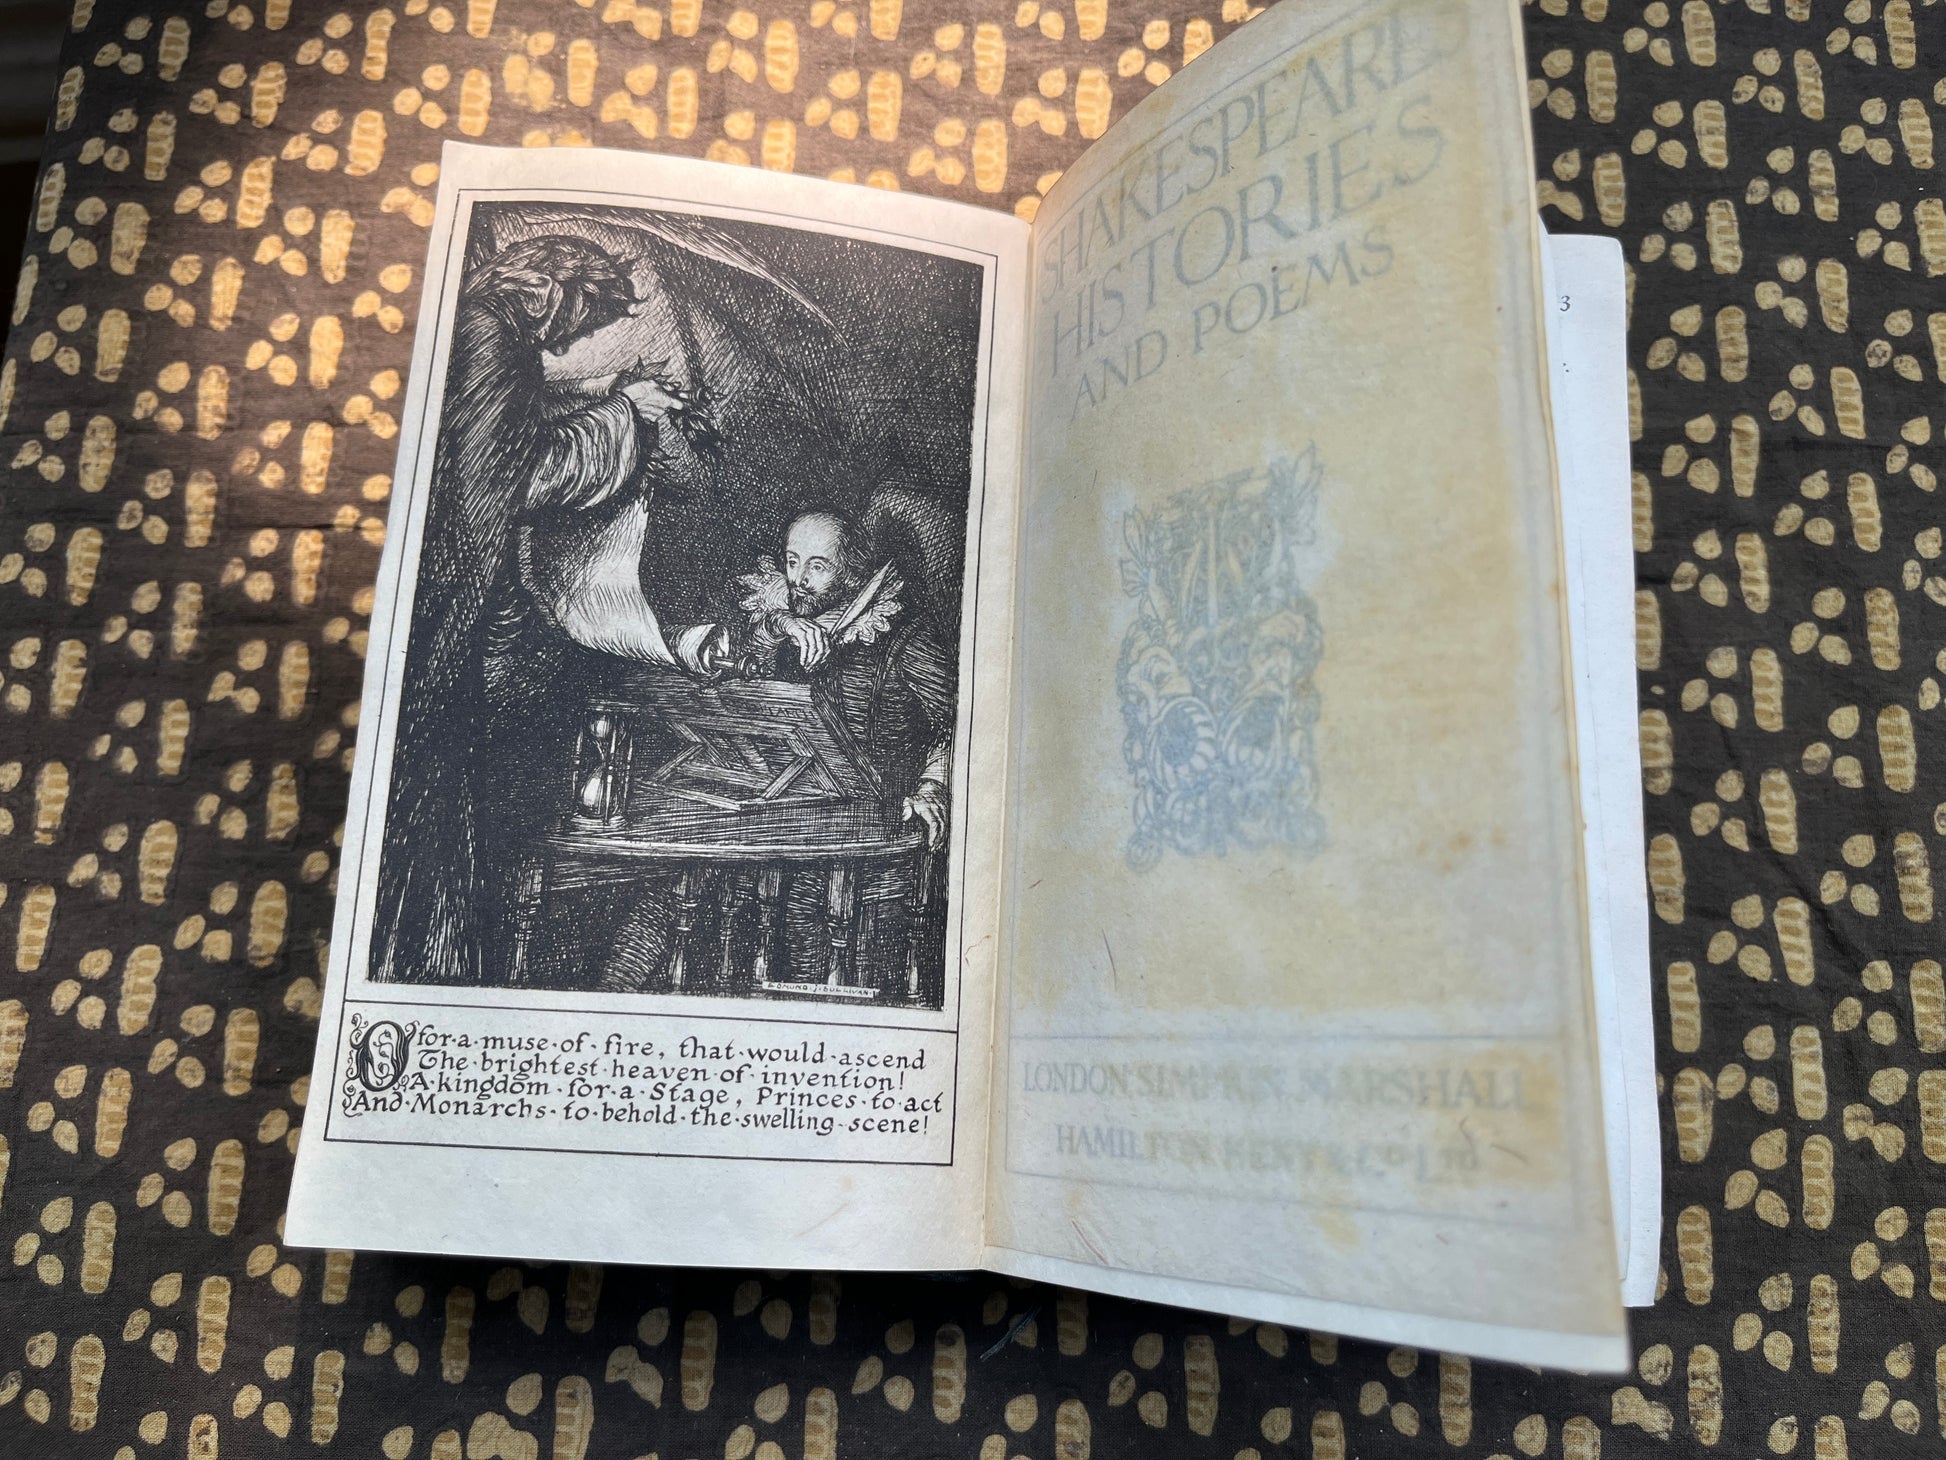 EDMUND·J·SULLIVAN
O for·a·muse·of·fire, that·would·ascend
The·brightest·heaven·of·invention!
A·kingdom·for·a·Stage, Princes·to·act
And·Monarchs·to·behold·the·swelling·scene!
SHAKESPEARE'S
HISTORIES
AND POEMS
LONDON: SIMPKIN MARSHALL
HAMILTON KENT & Co Ltd
3